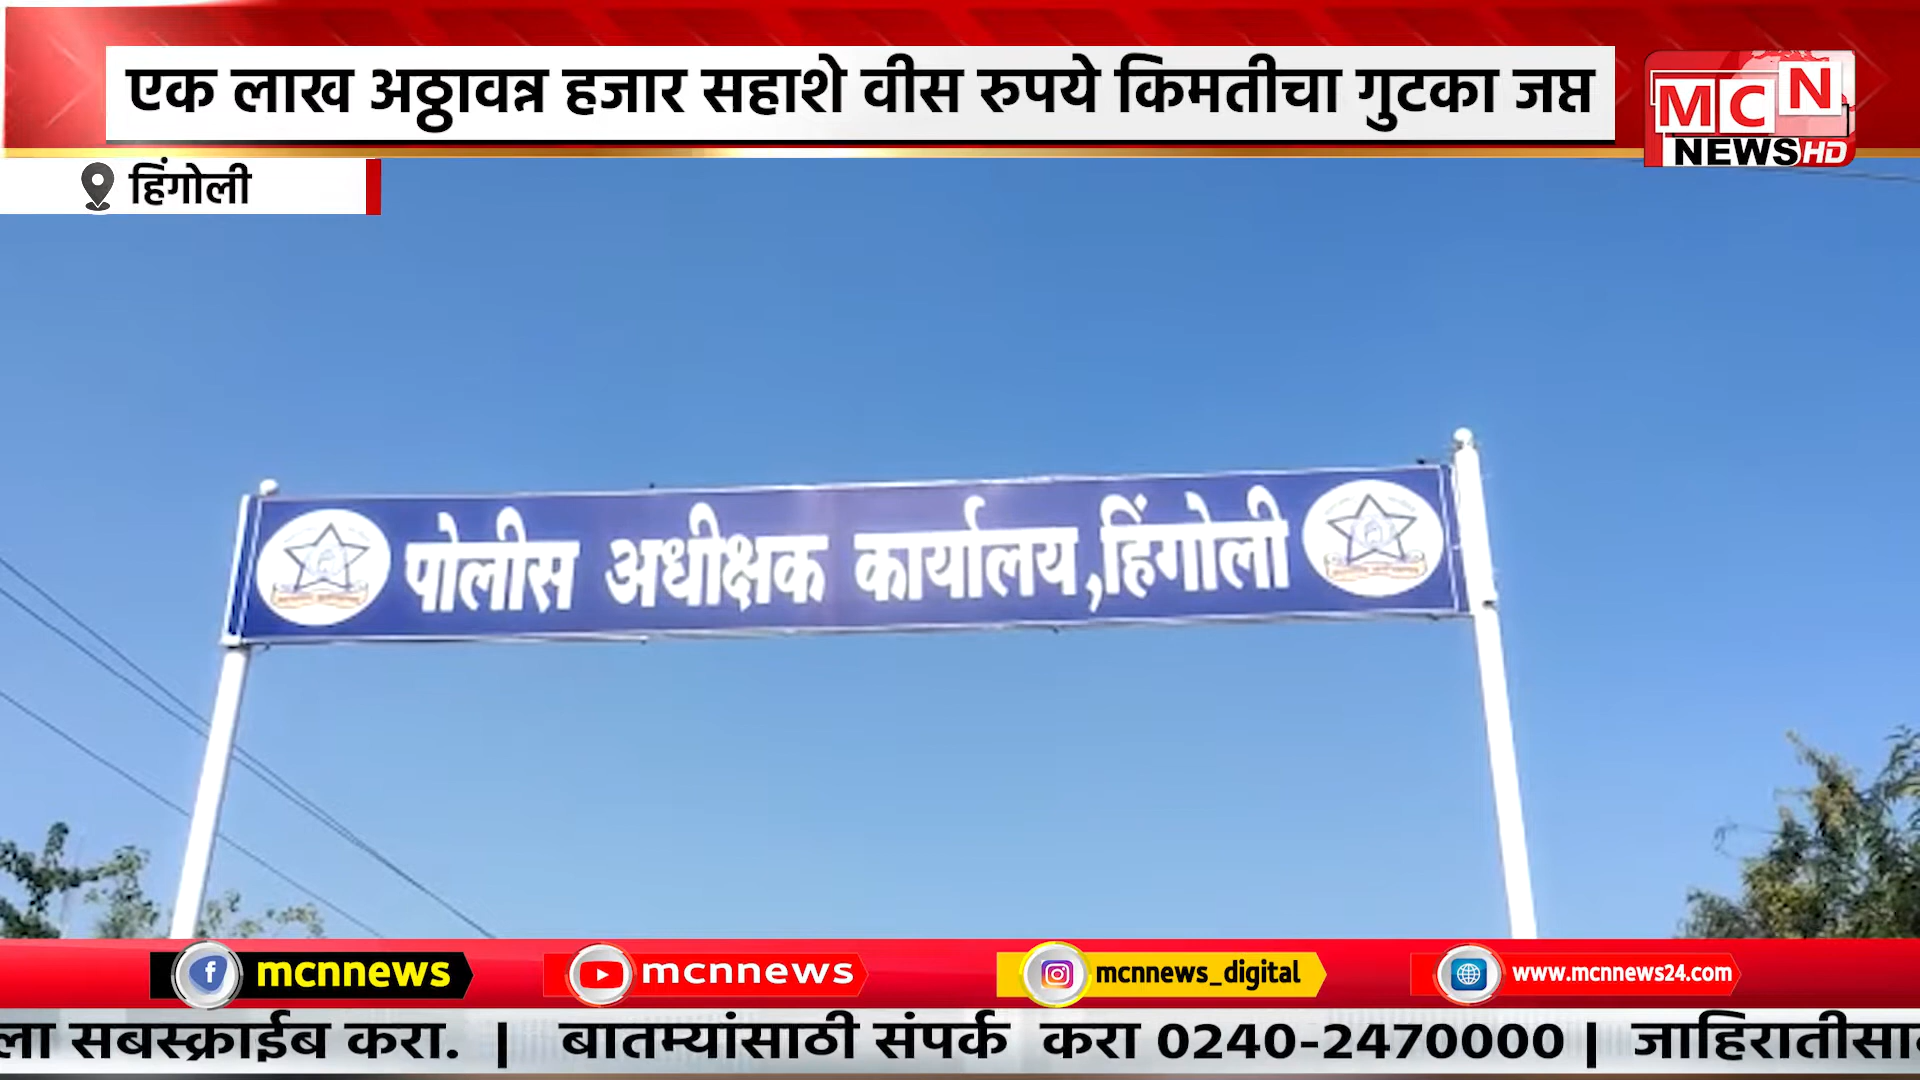 एक लाख अठ्ठावन्न हजार सहाशे वीस रुपये किमतीचा गुटका जप्त
MCN
NEWS HD
हिंगोली
पोलीस अधीक्षक कार्यालय,हिंगोली
mcnnews
mcnnews
mcnnews_digital
www.mcnnews24.com
ला सबस्क्राईब करा. | बातम्यांसाठी संपर्क करा 0240-2470000 | जाहिरातीसा